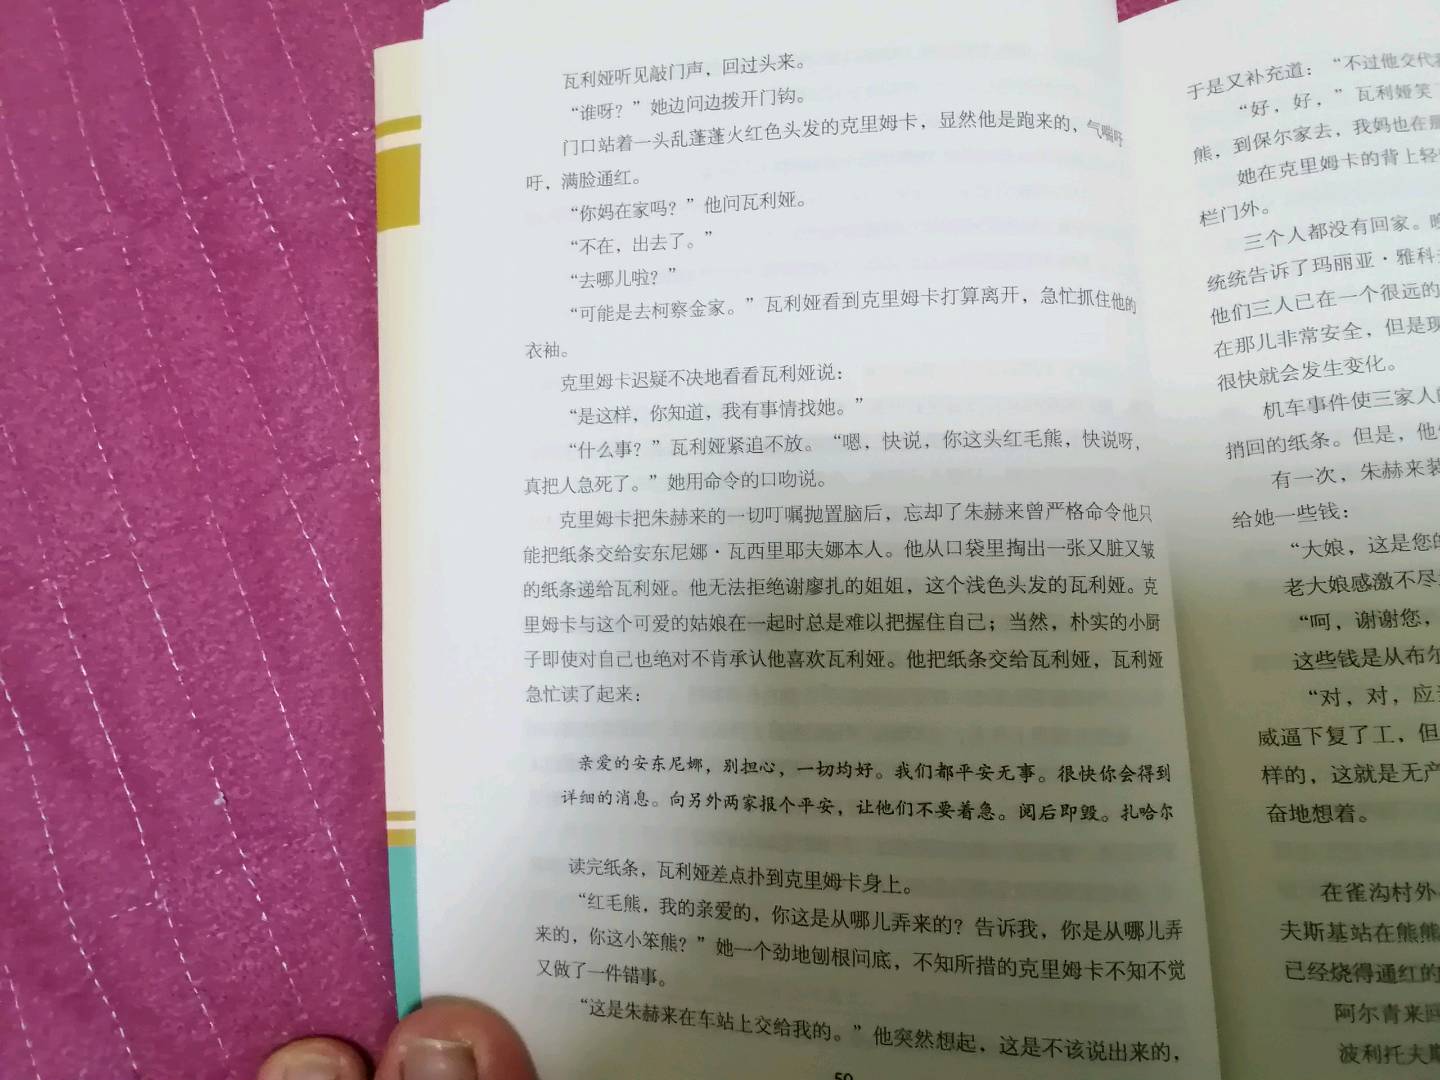 瓦利娅听见敲门声，回过头来。
“谁呀？”她边问边拨开门钩。
门口站着一头乱蓬蓬火红色头发的克里姆卡，显然他是跑来的，气喘吁
吁，满脸通红。
“你妈在家吗？”他问瓦利娅。
“不在，出去了。”
“去哪儿啦？”
“可能是去柯察金家。”瓦利娅看到克里姆卡打算离开，急忙抓住他的
衣袖。
克里姆卡迟疑不决地看看瓦利娅说：
“是这样，你知道，我有事情找她。”
“什么事？”瓦利娅紧追不放。“嗯，快说，你这头红毛熊，快说呀，
真把人急死了。”她用命令的口吻说。
克里姆卡把朱赫来的一切叮嘱抛置脑后，忘却了朱赫来曾严格命令他只
能把纸条交给安东尼娜·瓦西里耶夫娜本人。他从口袋里掏出一张又脏又皱
的纸条递给瓦利娅。他无法拒绝谢廖扎的姐姐，这个浅色头发的瓦利娅。克
里姆卡与这个可爱的姑娘在一起时总是难以把握住自己；当然，朴实的小厨
子即使对自己也绝对不肯承认他喜欢瓦利娅。他把纸条交给瓦利娅，瓦利娅
急忙读了起来：
亲爱的安东尼娜，别担心，一切均好。我们都平安无事。很快你会得到
详细的消息。向另外两家报个平安，让他们不要着急。阅后即毁。扎哈尔
读完纸条，瓦利娅差点扑到克里姆卡身上。
“红毛熊，我的亲爱的，你这是从哪儿弄来的？告诉我，你是从哪儿弄
来的，你这小笨熊？”她一个劲地刨根问底，不知所措的克里姆卡不知不觉
又做了一件错事。
“这是朱赫来在车站上交给我的。”他突然想起，这是不该说出来的，
50
于是又补充道：“不过他交代
“好，好，”瓦利娅笑
熊，到保尔家去，我妈也在那
她在克里姆卡的背上轻
栏门外。
三个人都没有回家。晚
统统告诉了玛丽亚·雅科
他们三人已在一个很远的
在那儿非常安全，但是现
很快就会发生变化。
机车事件使三家人
捎回的纸条。但是，他
有一次，朱赫来装
给她一些钱：
“大娘，这是您的
老大娘感激不尽
“呵，谢谢您，
这些钱是从布尔
“对，对，应
威逼下复了工，但
样的，这就是无产
奋地想着。
在雀沟村外
夫斯基站在熊熊
已经烧得通红的
阿尔青来回
波利托夫斯